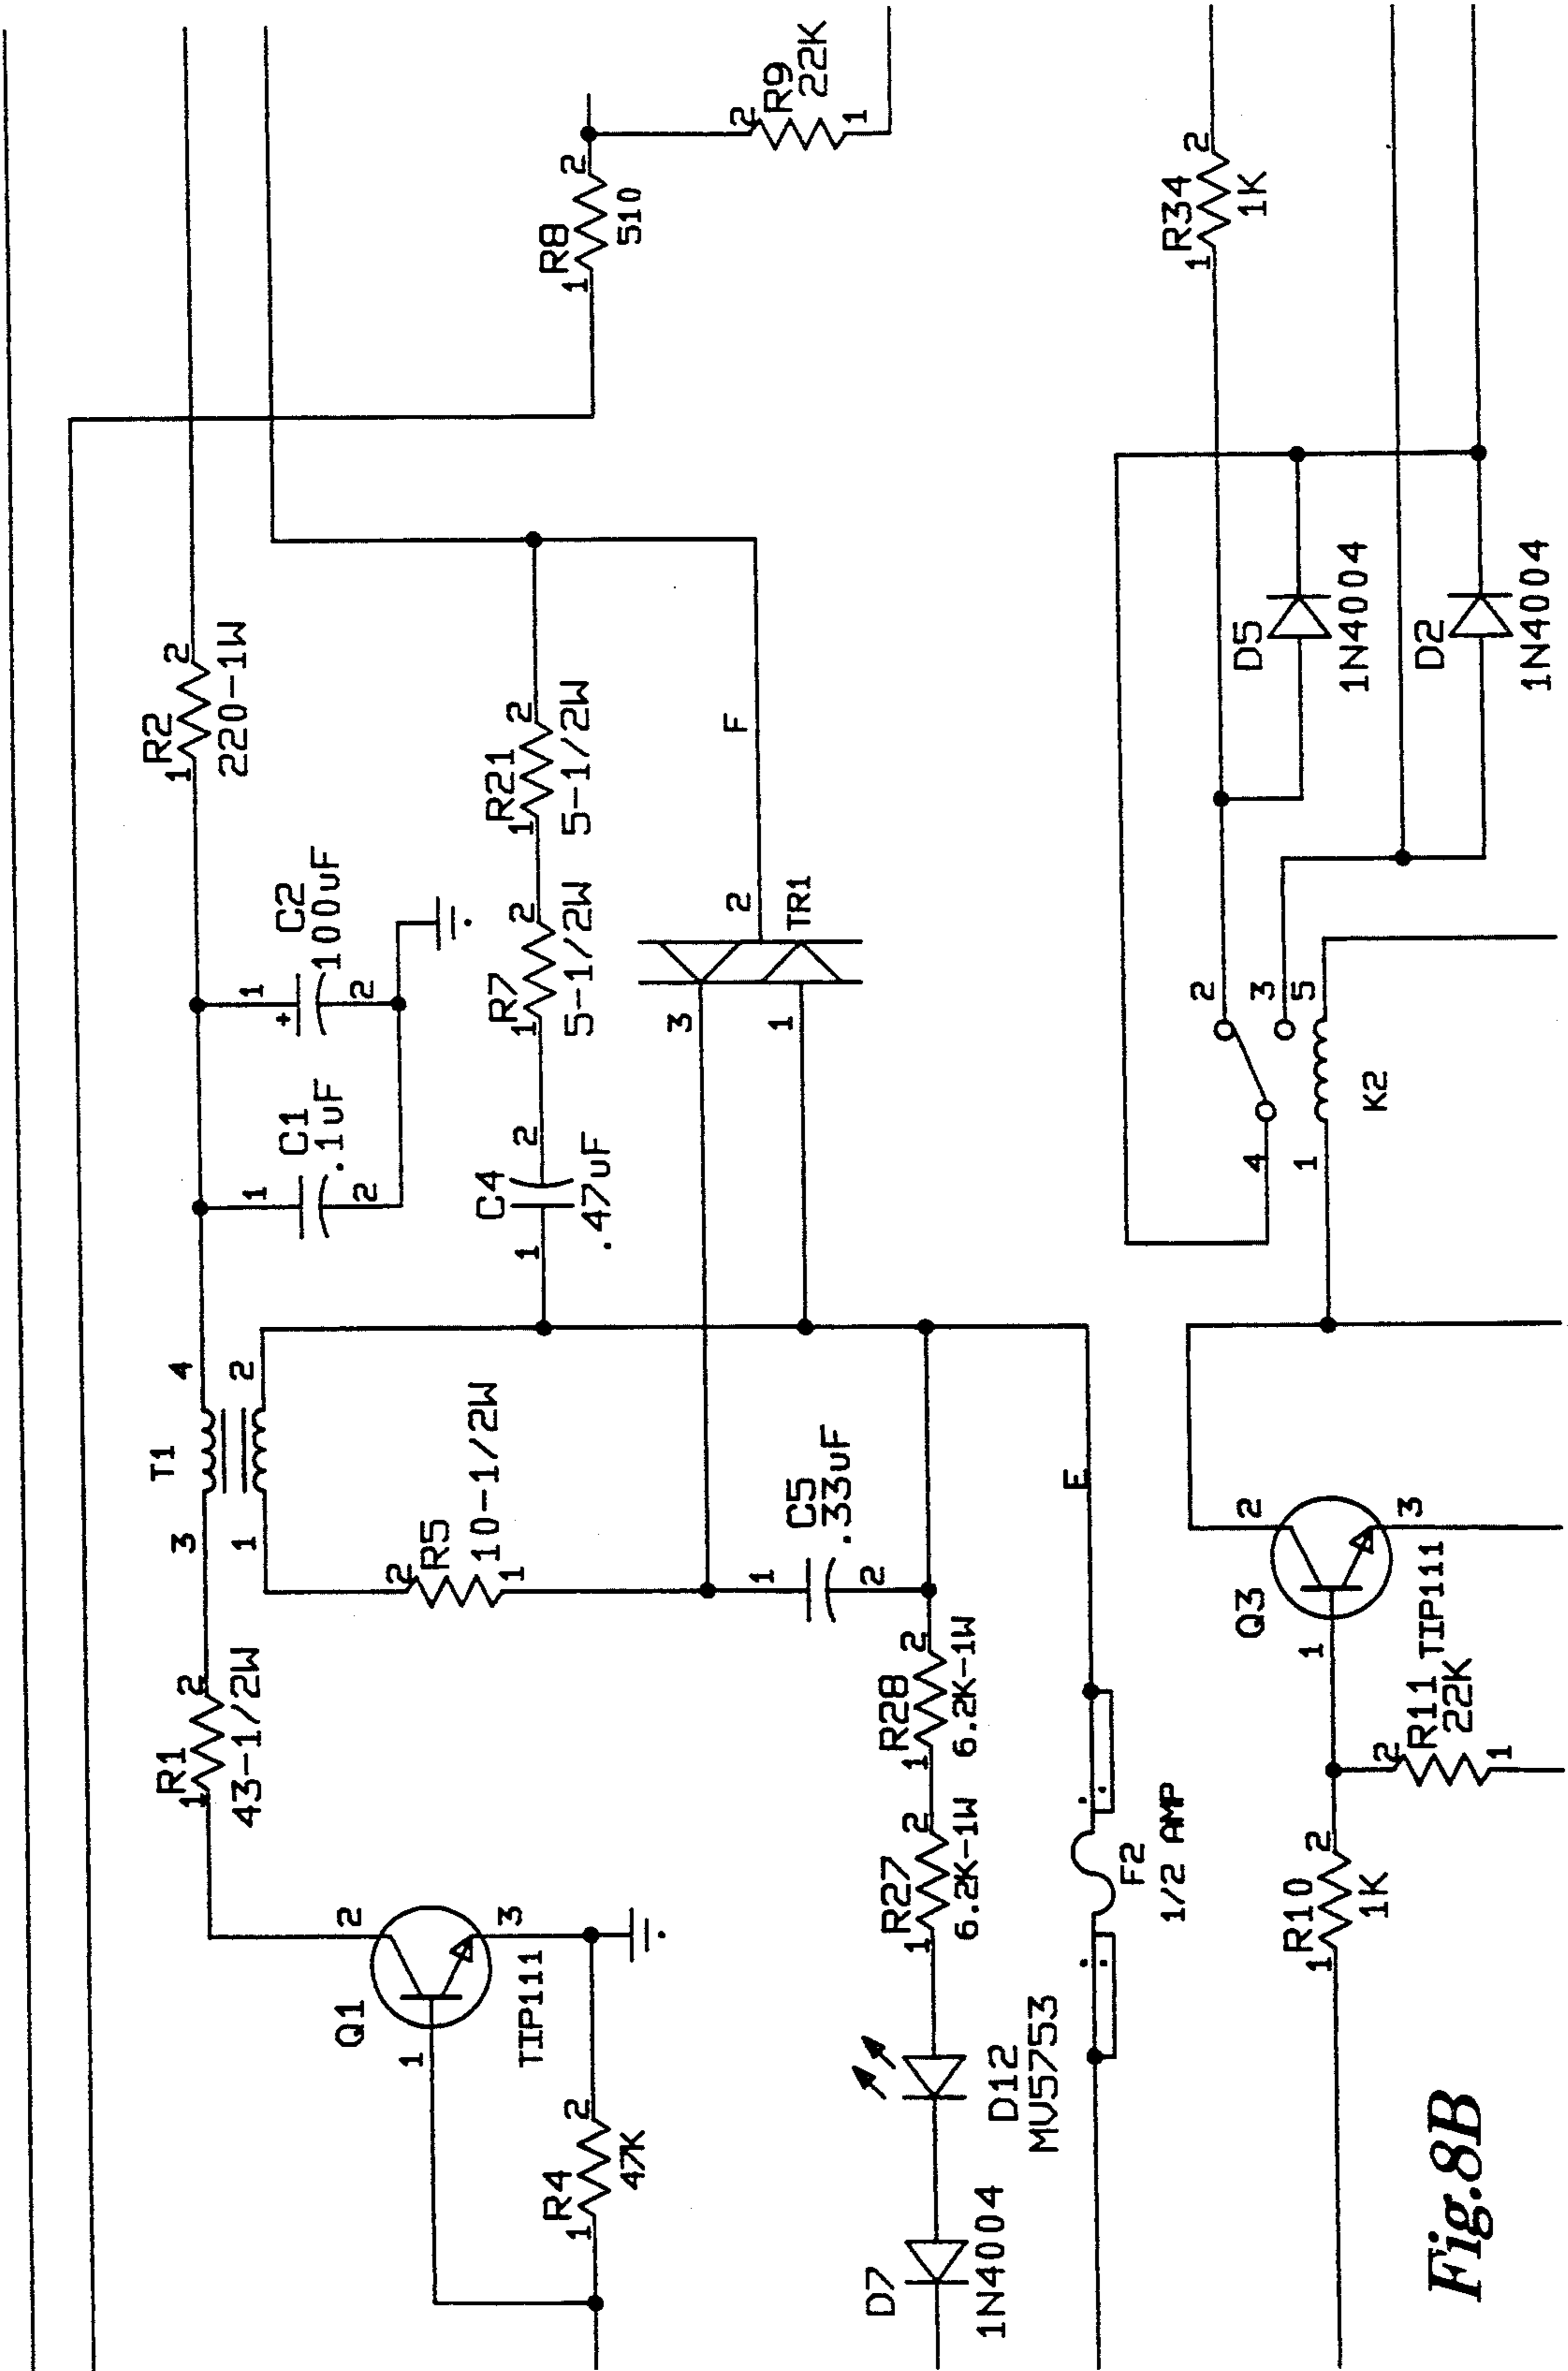 R9
22K
2
1
R8
510
1
2
R34
1K
1
2
R2
220-1W
1
2
C2
100uF
+
1
2
C1
.1uF
1
2
R21
5-1/2W
1
2
R7
5-1/2W
1
2
C4
.47uF
1
2
F
TR1
2
3
1
D5
1N4004
D2
1N4004
2
3
5
4
1
K2
T1
4
2
3
1
R5
10-1/2W
2
1
C5
.33uF
1
2
E
R1
43-1/2W
1
2
Q1
TIP111
2
3
1
R4
47K
1
2
R28
6.2K-1W
1
2
R27
6.2K-1W
1
2
D12
MV5753
D7
1N4004
F2
1/2 AMP
Q3
TIP111
2
3
1
R11
22K
2
1
R10
1K
1
2
Fig.8B